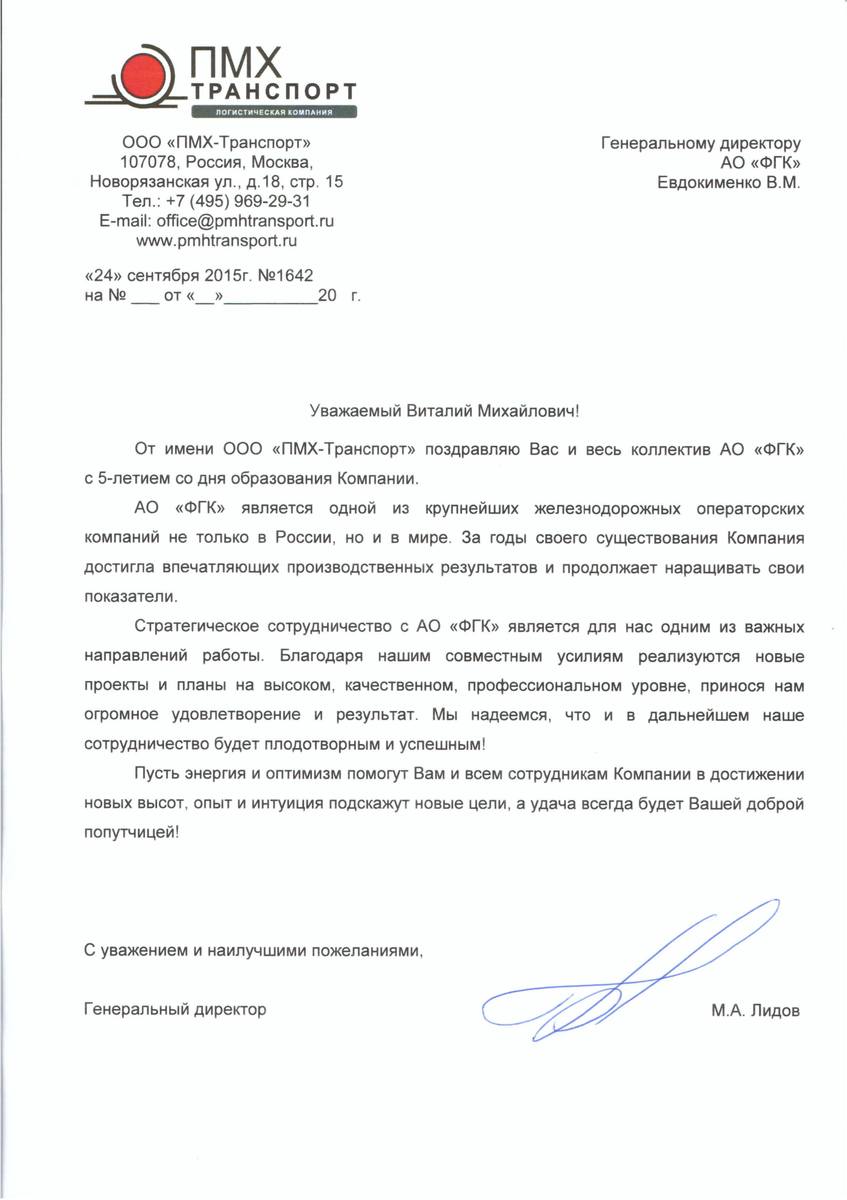 ПМХ
ТРАНСПОРТ
ЛОГИСТИЧЕСКАЯ КОМПАНИЯ
ООО «ПМХ-Транспорт»
107078, Россия, Москва,
Новорязанская ул., д.18, стр. 15
Тел.: +7 (495) 969-29-31
E-mail: office@pmhtransport.ru
www.pmhtransport.ru
Генеральному директору
АО «ФГК»
Евдокименко В.М.
«24» сентября 2015г. №1642
на № ___ от «__»___________20 г.
Уважаемый Виталий Михайлович!
От имени ООО «ПМХ-Транспорт» поздравляю Вас и весь коллектив АО «ФГК»
с 5-летием со дня образования Компании.
АО «ФГК» является одной из крупнейших железнодорожных операторских
компаний не только в России, но и в мире. За годы своего существования Компания
достигла впечатляющих производственных результатов и продолжает наращивать свои
показатели.
Стратегическое сотрудничество с АО «ФГК» является для нас одним из важных
направлений работы. Благодаря нашим совместным усилиям реализуются новые
проекты и планы на высоком, качественном, профессиональном уровне, принося нам
огромное удовлетворение и результат. Мы надеемся, что и в дальнейшем наше
сотрудничество будет плодотворным и успешным!
Пусть энергия и оптимизм помогут Вам и всем сотрудникам Компании в достижении
новых высот, опыт и интуиция подскажут новые цели, а удача всегда будет Вашей доброй
попутчицей!
С уважением и наилучшими пожеланиями,
Генеральный директор
М.А. Лидов